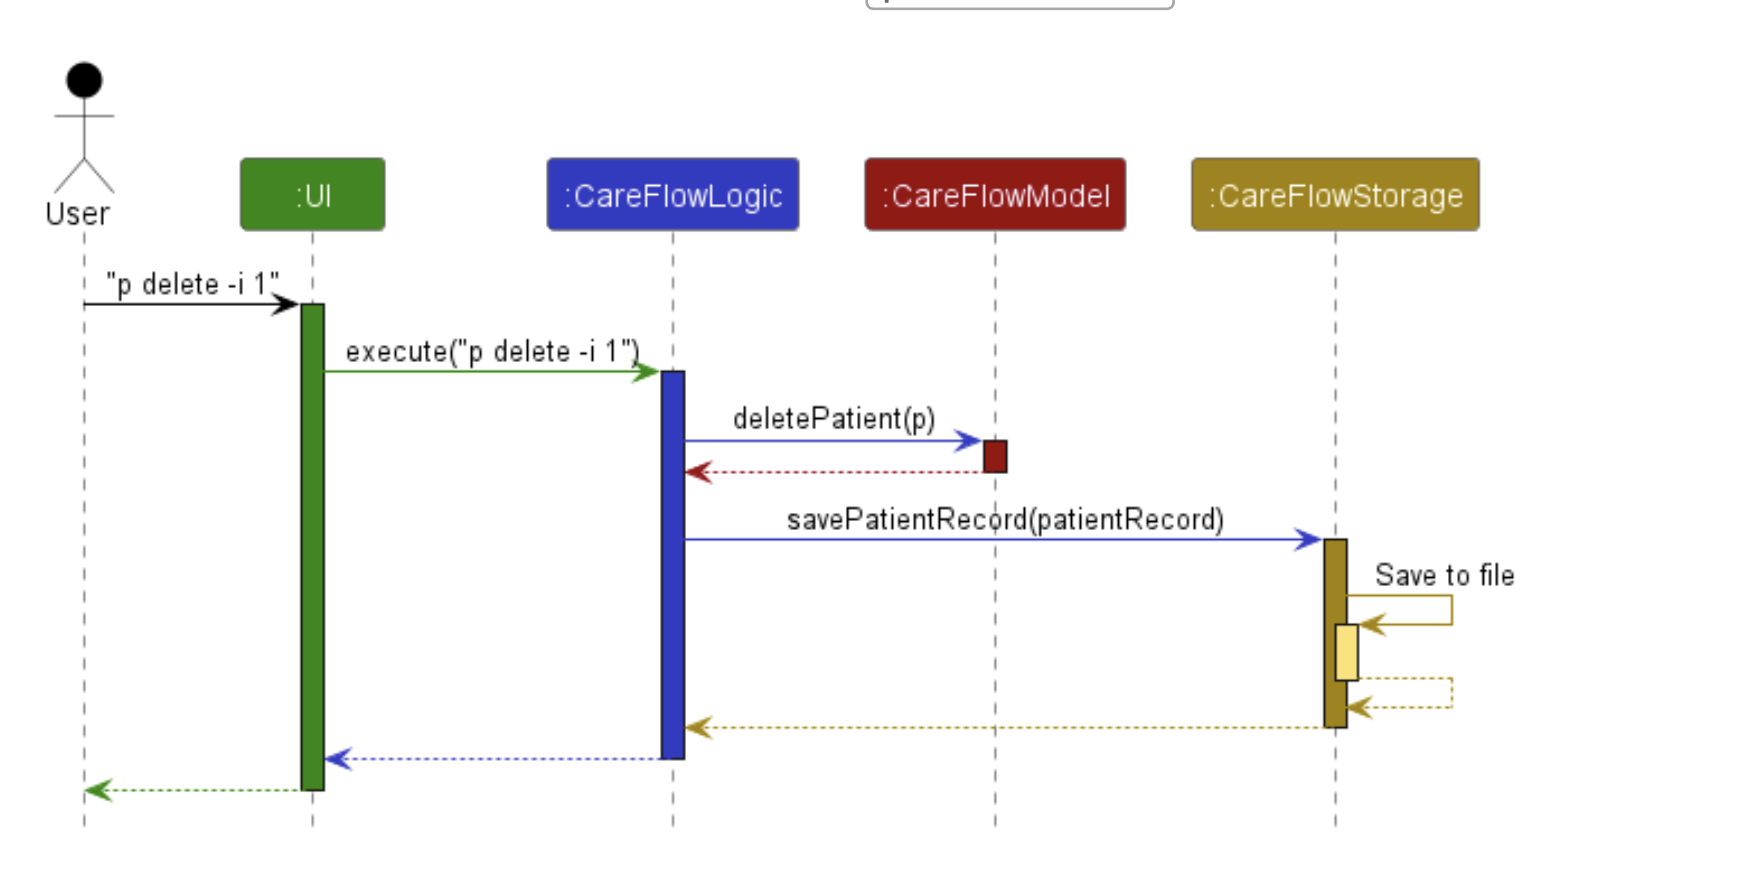 User
:UI
:CareFlowLogic
:CareFlowModel
:CareFlowStorage
"p delete -i 1"
execute("p delete -i 1")
deletePatient(p)
savePatientRecord(patientRecord)
Save to file